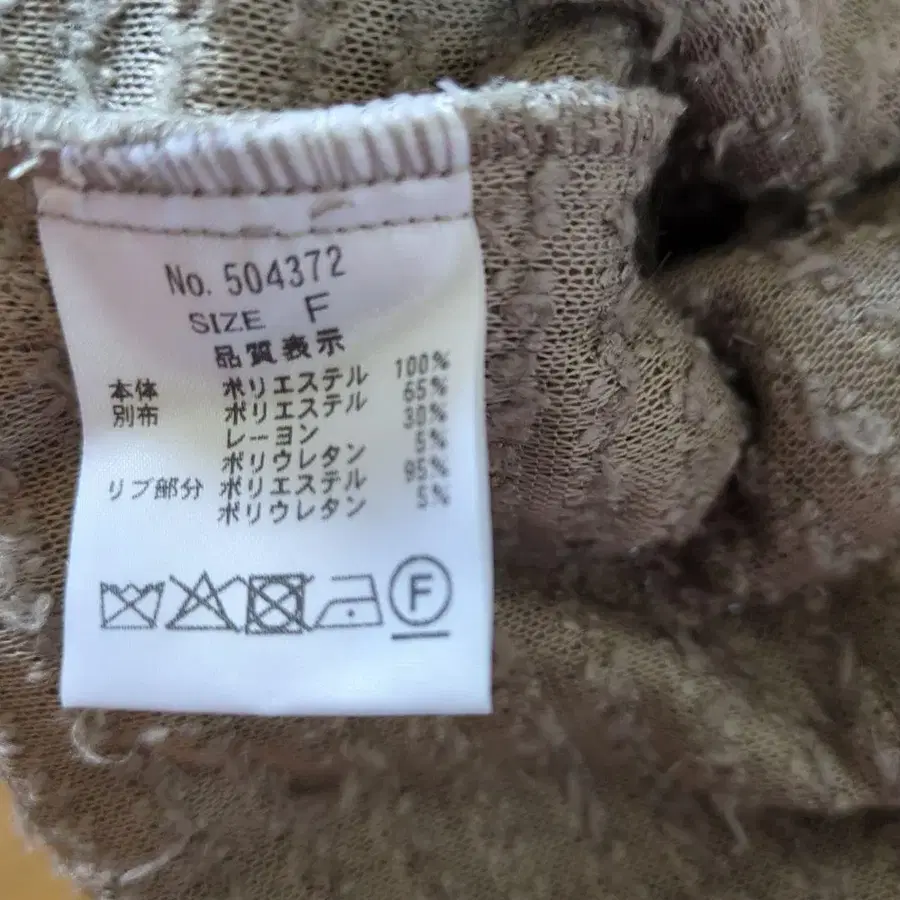 No. 504372
SIZE F
品質表示
本体 ポリエステル 100%
別布 ポリエステル 65%
レーヨン 30%
ポリウレタン 5%
リブ部分 ポリエステル 95%
ポリウレタン 5%
F